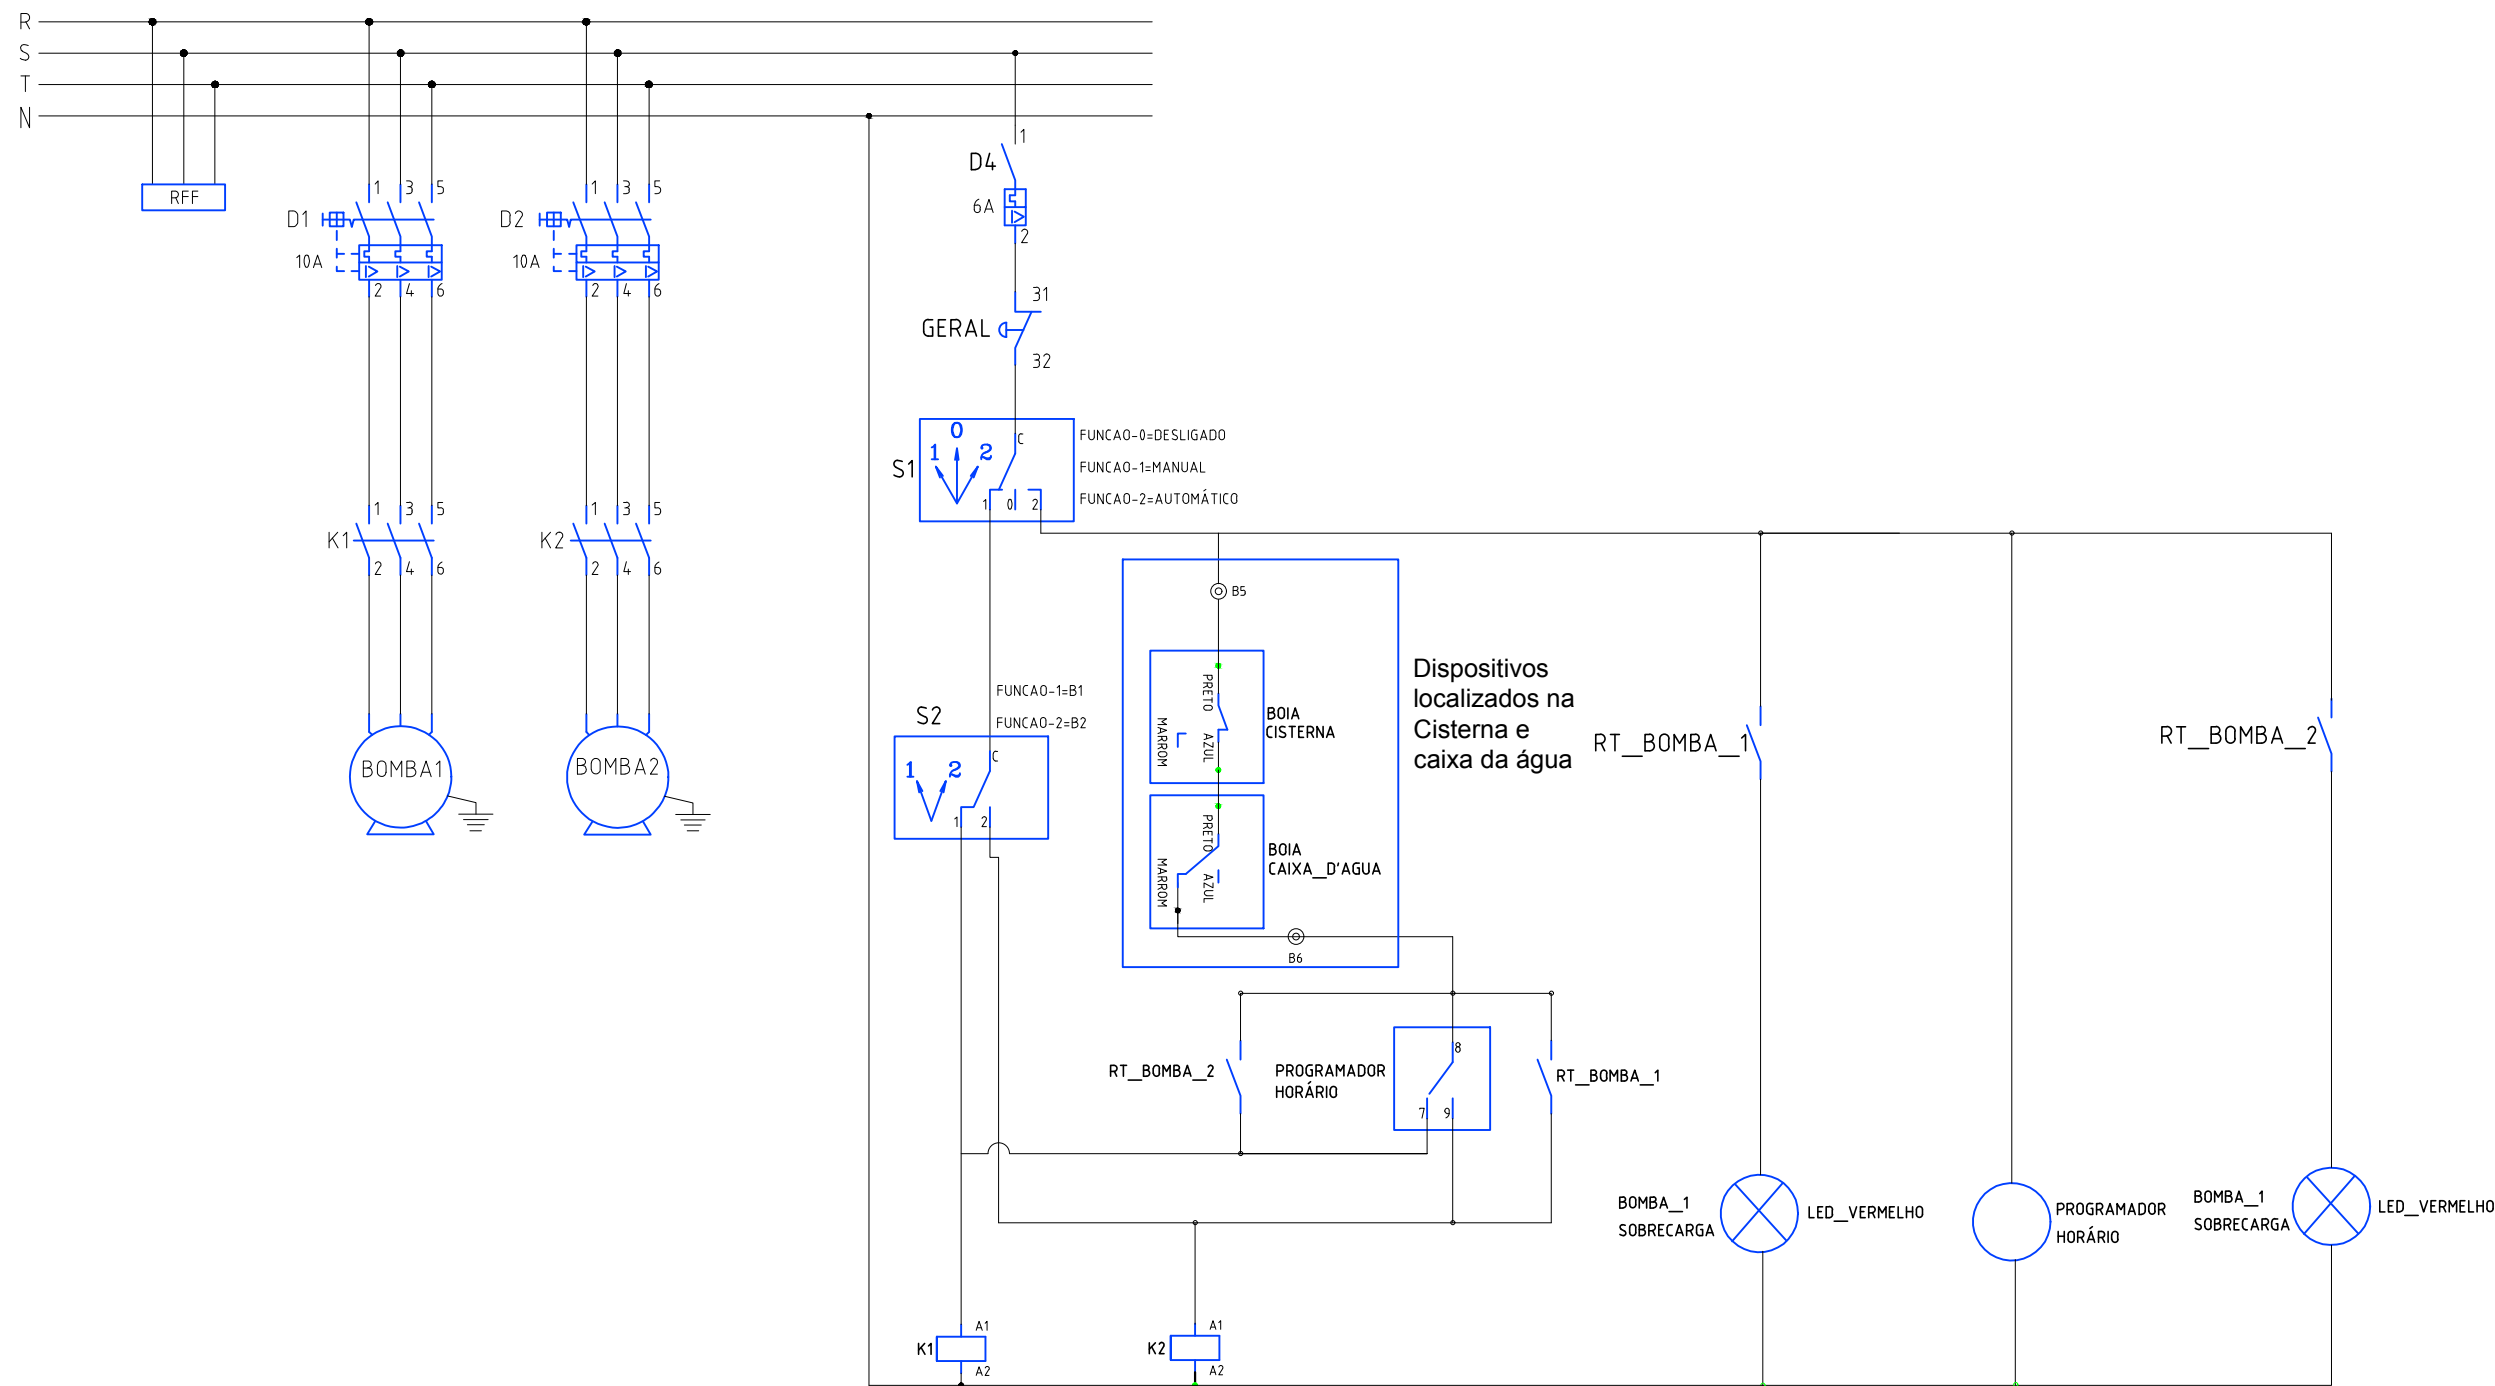 R
S
T
N
RFF
D1
10A
1
3
5
2
4
6
D2
10A
1
3
5
2
4
6
K1
1
3
5
2
4
6
K2
1
3
5
2
4
6
BOMBA1
BOMBA2
D4
1
6A
2
GERAL
31
32
S1
1
0
2
C
1
0
2
FUNCAO-0=DESLIGADO
FUNCAO-1=MANUAL
FUNCAO-2=AUTOMÁTICO
S2
FUNCAO-1=B1
FUNCAO-2=B2
1
2
C
1
2
B5
PRETO
MARROM
AZUL
BOIA
CISTERNA
PRETO
MARROM
AZUL
BOIA
CAIXA_D'AGUA
B6
Dispositivos
localizados na
Cisterna e
caixa da água
RT_BOMBA_2
PROGRAMADOR
HORÁRIO
8
7
9
RT_BOMBA_1
RT_BOMBA_1
RT_BOMBA_2
BOMBA_1
SOBRECARGA
LED_VERMELHO
PROGRAMADOR
HORÁRIO
BOMBA_1
SOBRECARGA
LED_VERMELHO
K1
A1
A2
K2
A1
A2